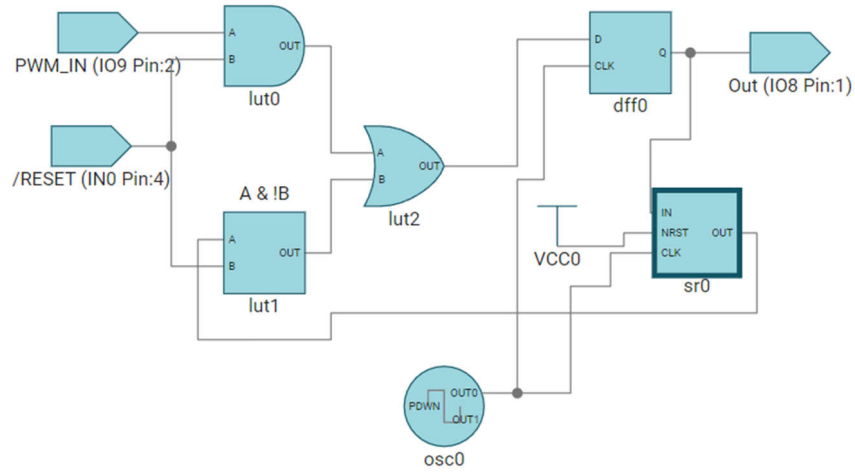 PWM_IN (IO9 Pin:2)
A
B
OUT
lut0
/RESET (IN0 Pin:4)
A & !B
A
B
OUT
lut1
A
B
OUT
lut2
D
CLK
Q
dff0
Out (IO8 Pin:1)
VCC0
IN
NRST
CLK
OUT
sr0
PDWN
OUT0
OUT1
osc0